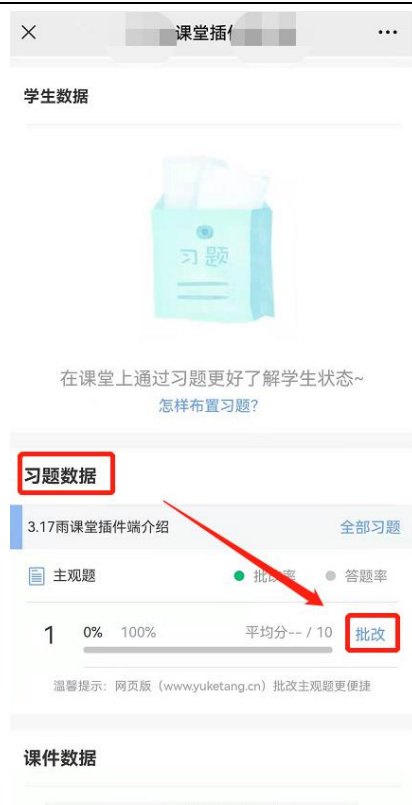 课堂插
学生数据
习题
在课堂上通过习题更好了解学生状态~
怎样布置习题?
习题数据
3.17雨课堂插件端介绍 全部习题
主观题 批改率 答题率
1 0% 100% 平均分-- / 10 批改
温馨提示: 网页版 (www.yuketang.cn) 批改主观题更便捷
课件数据